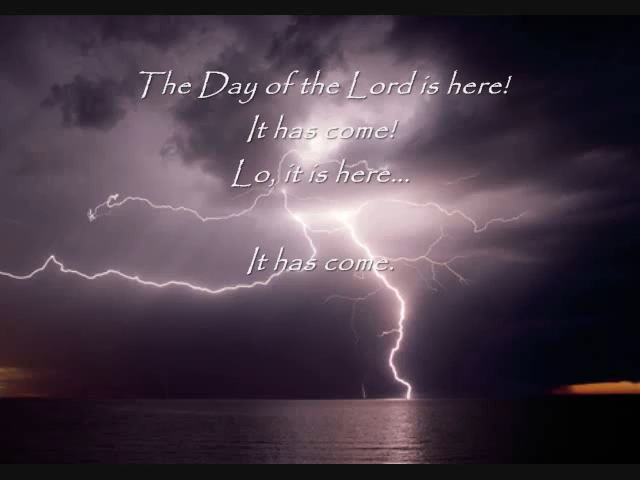 The Day of the Lord is here!
It has come!
Lo, it is here...
It has come.